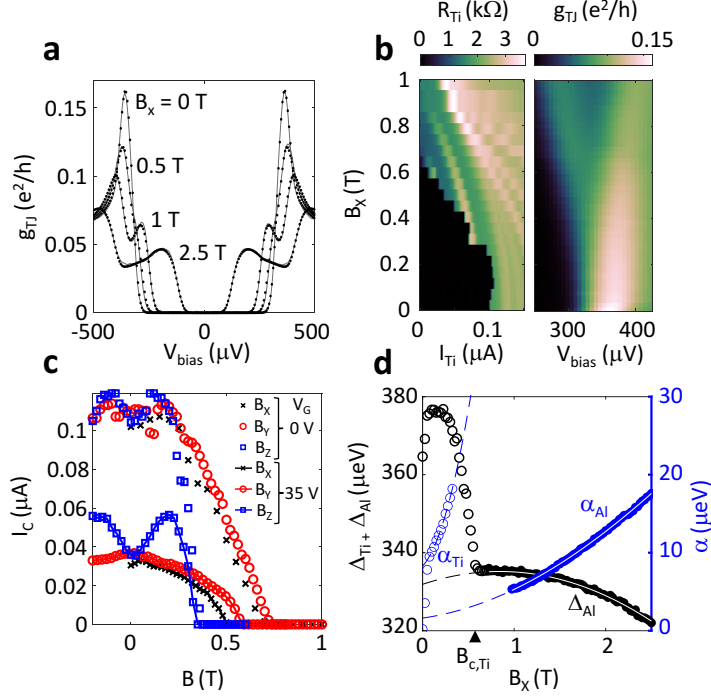 a
g_TJ (e²/h)
0.15
0.1
0.05
0
B_X = 0 T
0.5 T
1 T
2.5 T
-500 0 500
V_bias (μV)
b
R_Ti (kΩ)
0 1 2 3
g_TJ (e²/h)
0 0.15
B_X (T)
1
0.8
0.6
0.4
0.2
0
0 0.1
I_Ti (μA)
300 400
V_bias (μV)
c
I_C (μA)
0.1
0.08
0.06
0.04
0.02
0
B_X V_G
B_Y 0 V
B_Z
B_X
B_Y 35 V
B_Z
0 0.5 1
B (T)
d
Δ_Ti + Δ_Al (μeV)
380
360
340
320
α_Ti
α_Al
Δ_Al
30
20
10
0
α (μeV)
0 1 2
B_c,Ti
B_X (T)